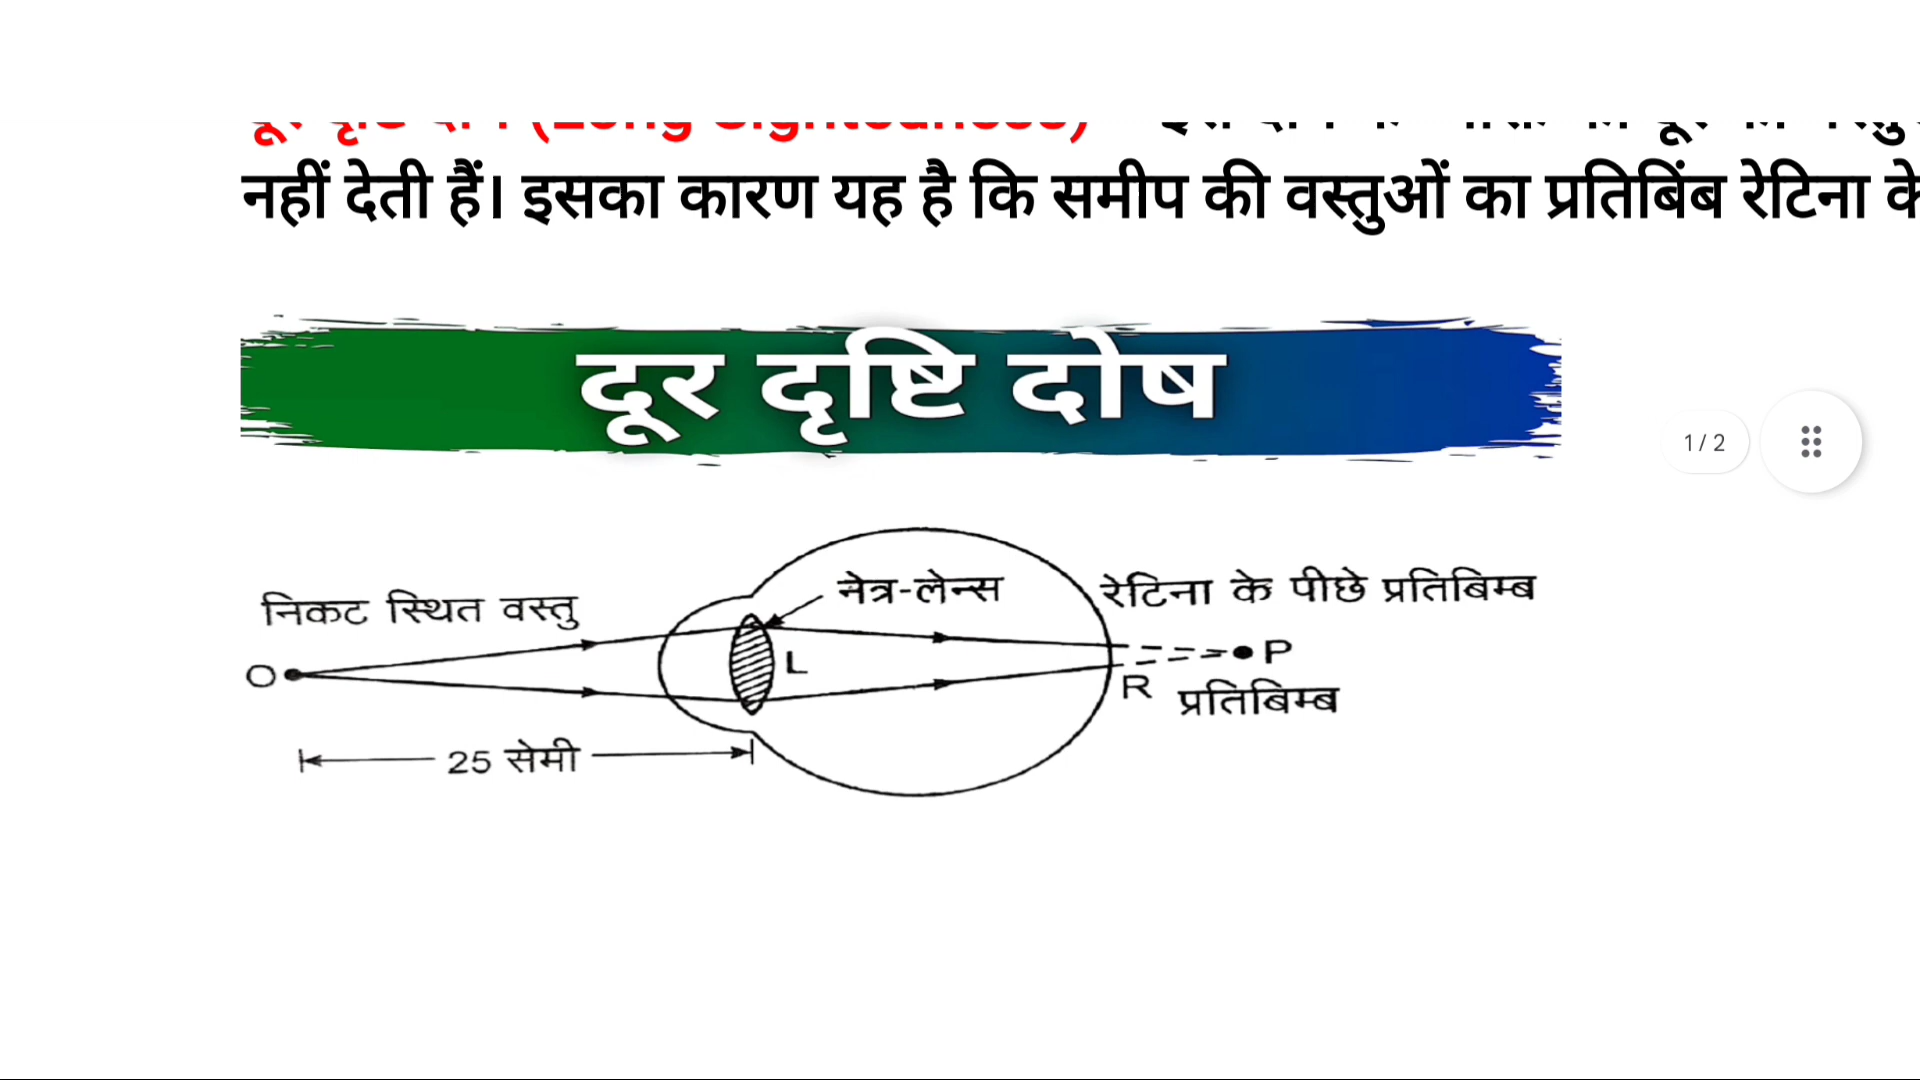 नहीं देती हैं। इसका कारण यह है कि समीप की वस्तुओं का प्रतिबिंब रेटिना के
दूर दृष्टि दोष
1 / 2
नेत्र-लेन्स
रेटिना के पीछे प्रतिबिम्ब
निकट स्थित वस्तु
O
L
P
R
प्रतिबिम्ब
25 सेमी